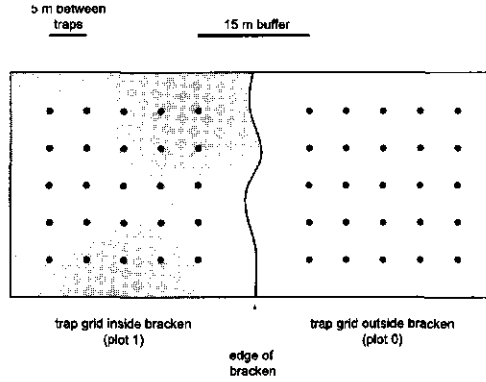 5 m between
traps
15 m buffer
trap grid inside bracken
(plot 1)
trap grid outside bracken
(plot 0)
edge of
bracken